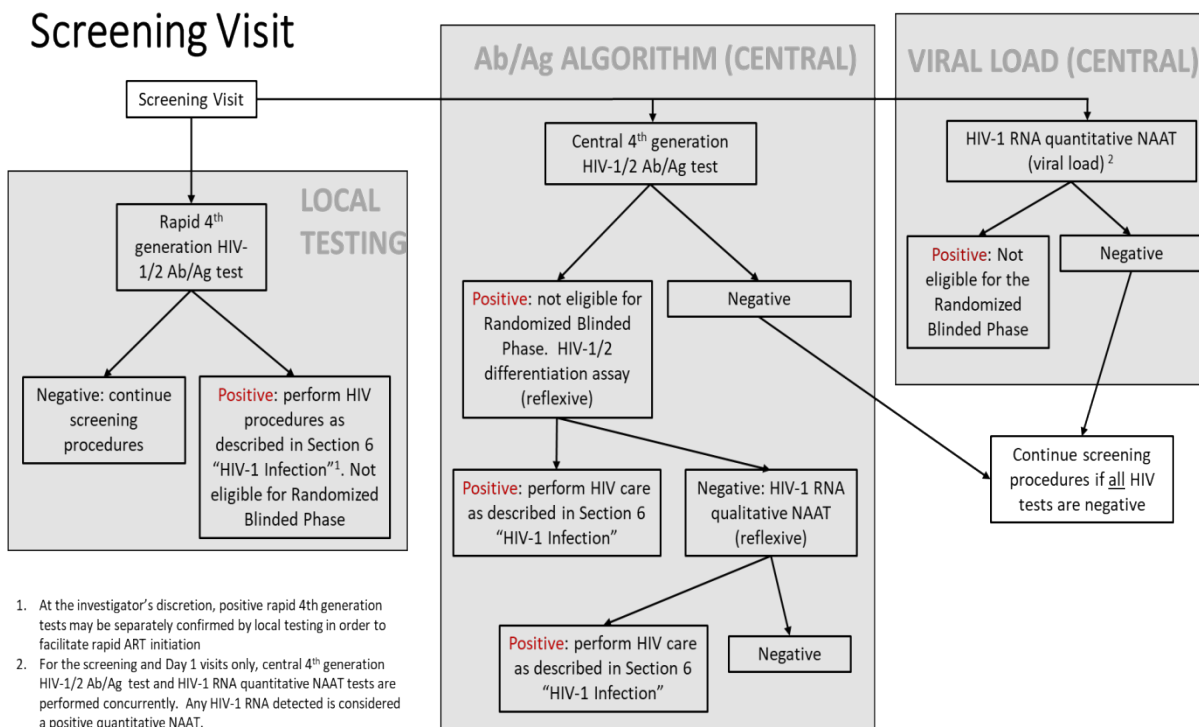 Screening Visit
Ab/Ag ALGORITHM (CENTRAL)
VIRAL LOAD (CENTRAL)
Screening Visit
Central 4th generation
HIV-1/2 Ab/Ag test
HIV-1 RNA quantitative NAAT
(viral load) 2
LOCAL
TESTING
Rapid 4th
generation HIV-
1/2 Ab/Ag test
Positive: Not
eligible for the
Randomized
Blinded Phase
Negative
Positive: not eligible for
Randomized Blinded
Phase. HIV-1/2
differentiation assay
(reflexive)
Negative
Negative: continue
screening
procedures
Positive: perform HIV
procedures as
described in Section 6
“HIV-1 Infection”1. Not
eligible for Randomized
Blinded Phase
Continue screening
procedures if all HIV
tests are negative
Positive: perform HIV care
as described in Section 6
“HIV-1 Infection”
Negative: HIV-1 RNA
qualitative NAAT
(reflexive)
Positive: perform HIV care
as described in Section 6
“HIV-1 Infection”
Negative
1. At the investigator’s discretion, positive rapid 4th generation
tests may be separately confirmed by local testing in order to
facilitate rapid ART initiation
2. For the screening and Day 1 visits only, central 4th generation
HIV-1/2 Ab/Ag test and HIV-1 RNA quantitative NAAT tests are
performed concurrently. Any HIV-1 RNA detected is considered
a positive quantitative NAAT.